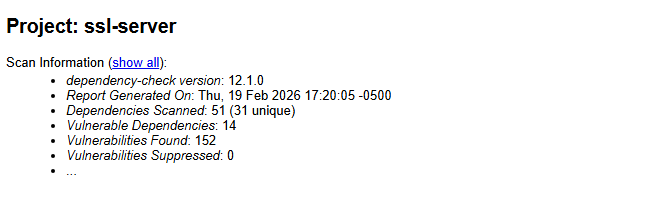 Project: ssl-server
Scan Information (show all):
• dependency-check version: 12.1.0
• Report Generated On: Thu, 19 Feb 2026 17:20:05 -0500
• Dependencies Scanned: 51 (31 unique)
• Vulnerable Dependencies: 14
• Vulnerabilities Found: 152
• Vulnerabilities Suppressed: 0
• ...